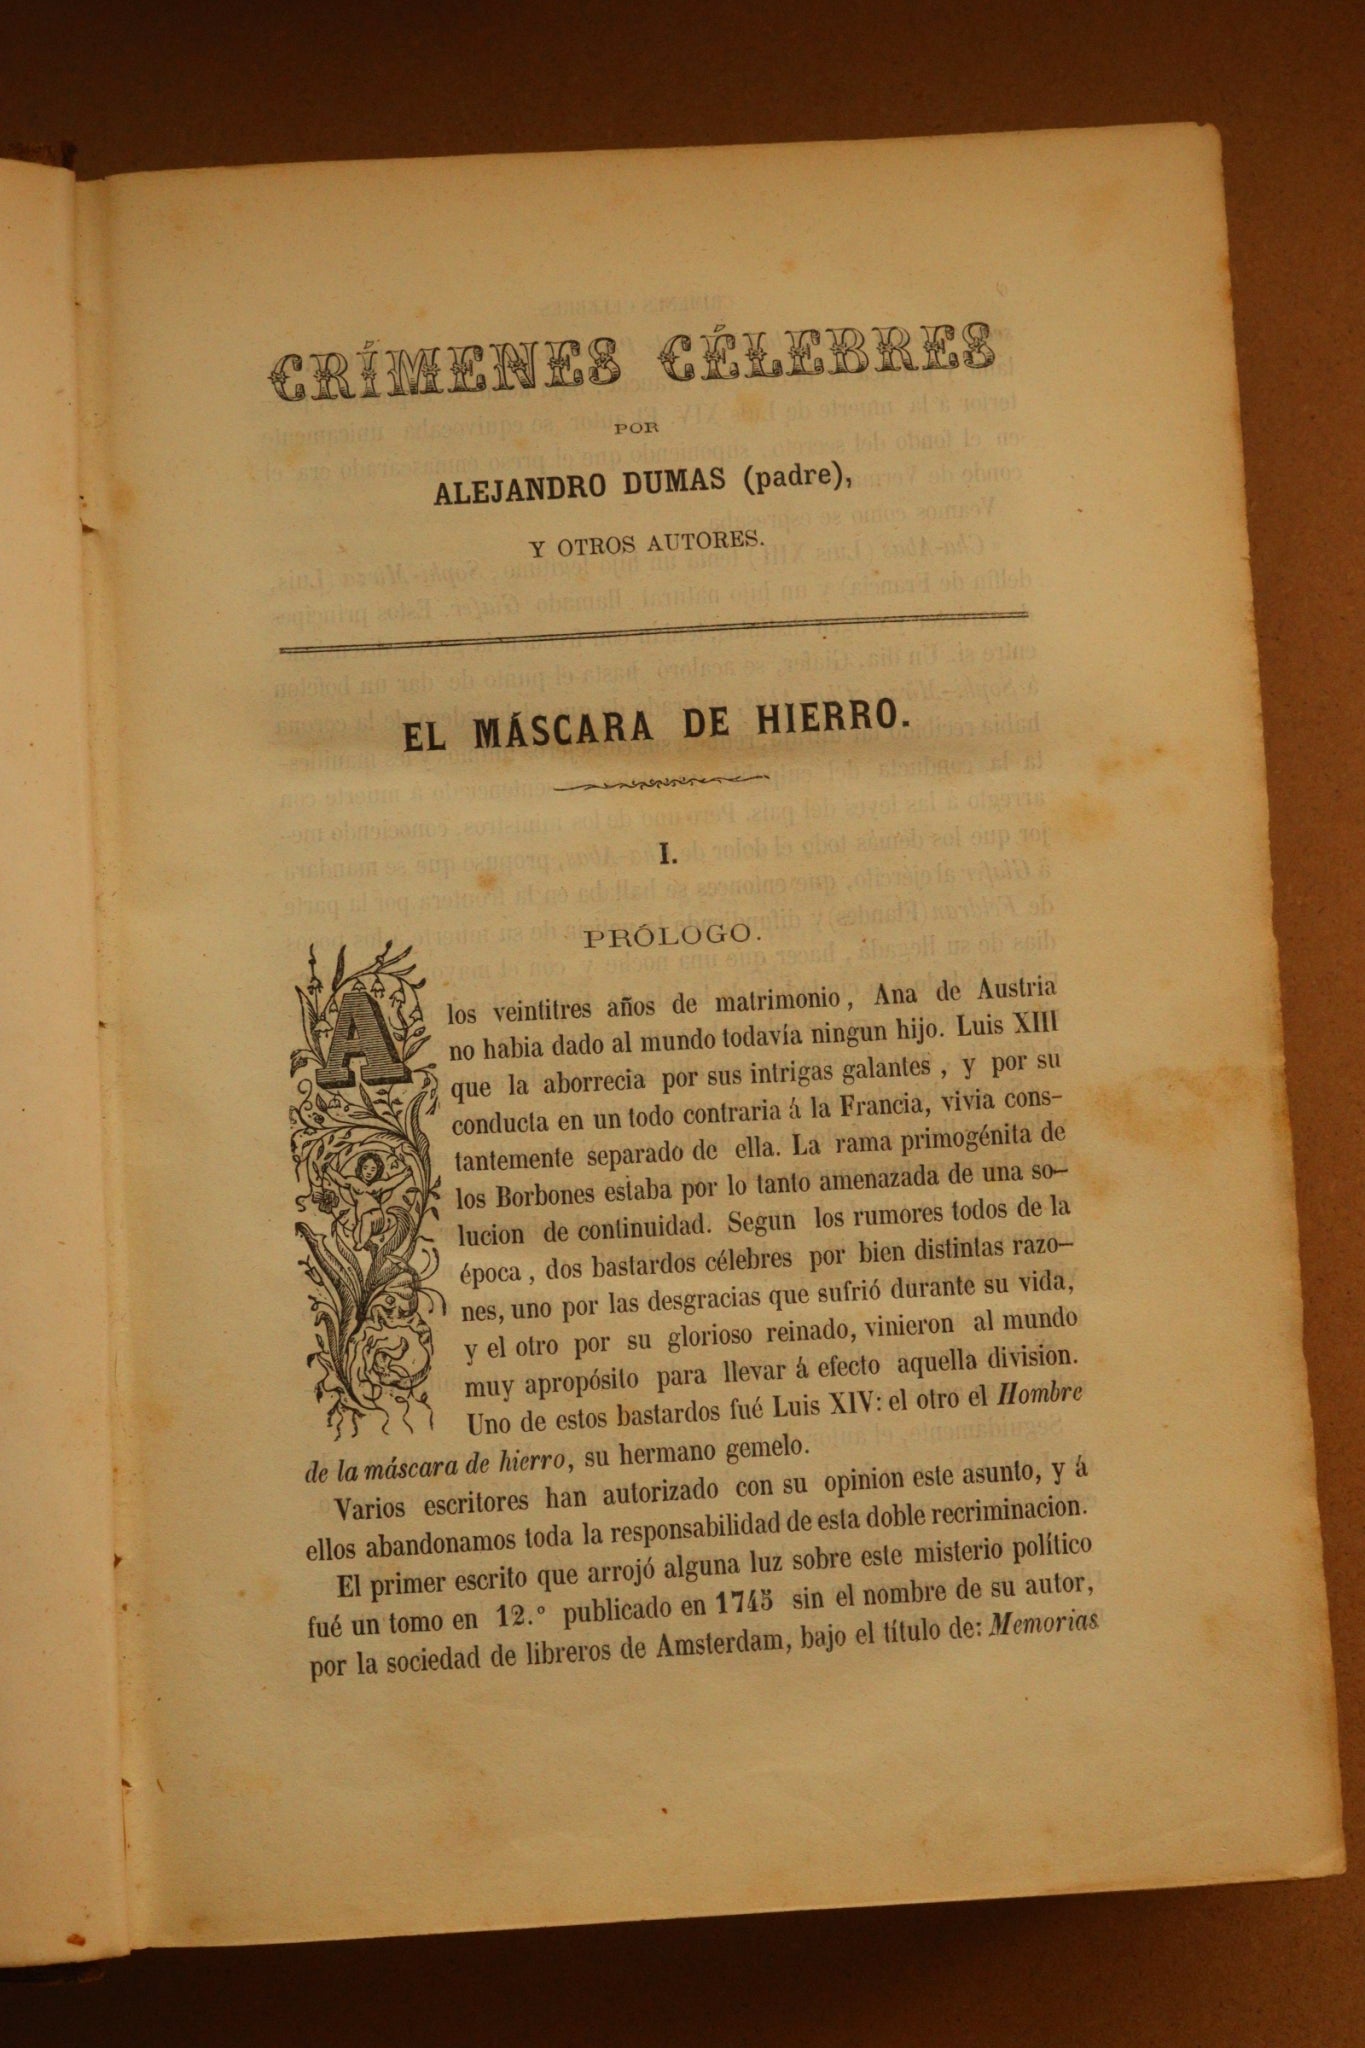 CRÍMENES CÉLEBRES
POR
ALEJANDRO DUMAS (padre),
Y OTROS AUTORES.
EL MÁSCARA DE HIERRO.
I.
PRÓLOGO.
A los veintitres años de matrimonio, Ana de Austria
no habia dado al mundo todavía ningun hijo. Luis XIII
que la aborrecia por sus intrigas galantes, y por su
conducta en un todo contraria á la Francia, vivia cons-
tantemente separado de ella. La rama primogénita de
los Borbones estaba por lo tanto amenazada de una so-
lucion de continuidad. Segun los rumores todos de la
época, dos bastardos célebres por bien distintas razo-
nes, uno por las desgracias que sufrió durante su vida,
y el otro por su glorioso reinado, vinieron al mundo
muy apropósito para llevar á efecto aquella division.
Uno de estos bastardos fué Luis XIV: el otro el Hombre
de la máscara de hierro, su hermano gemelo.
Varios escritores han autorizado con su opinion este asunto, y á
ellos abandonamos toda la responsabilidad de esta doble recriminacion.
El primer escrito que arrojó alguna luz sobre este misterio político
fué un tomo en 12.° publicado en 1745 sin el nombre de su autor,
por la sociedad de libreros de Amsterdam, bajo el título de: Memorias